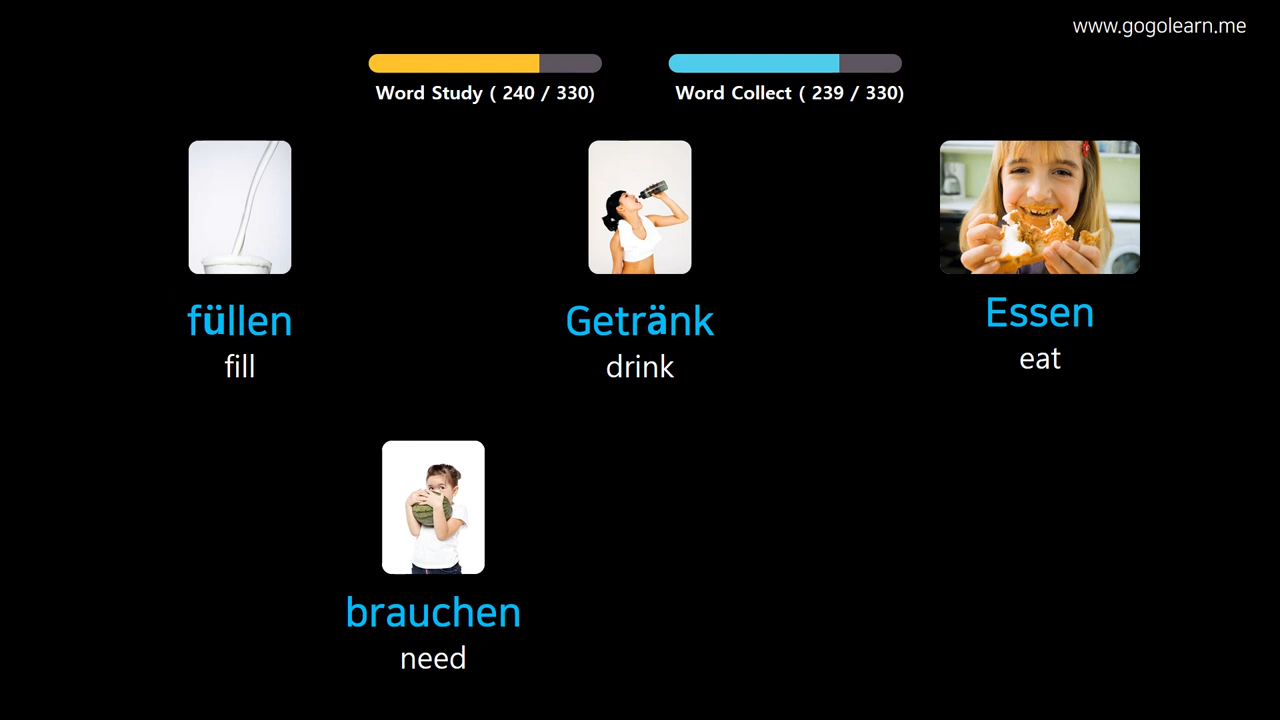 www.gogolearn.me
Word Study ( 240 / 330)
Word Collect ( 239 / 330)
füllen
fill
Getränk
drink
Essen
eat
brauchen
need